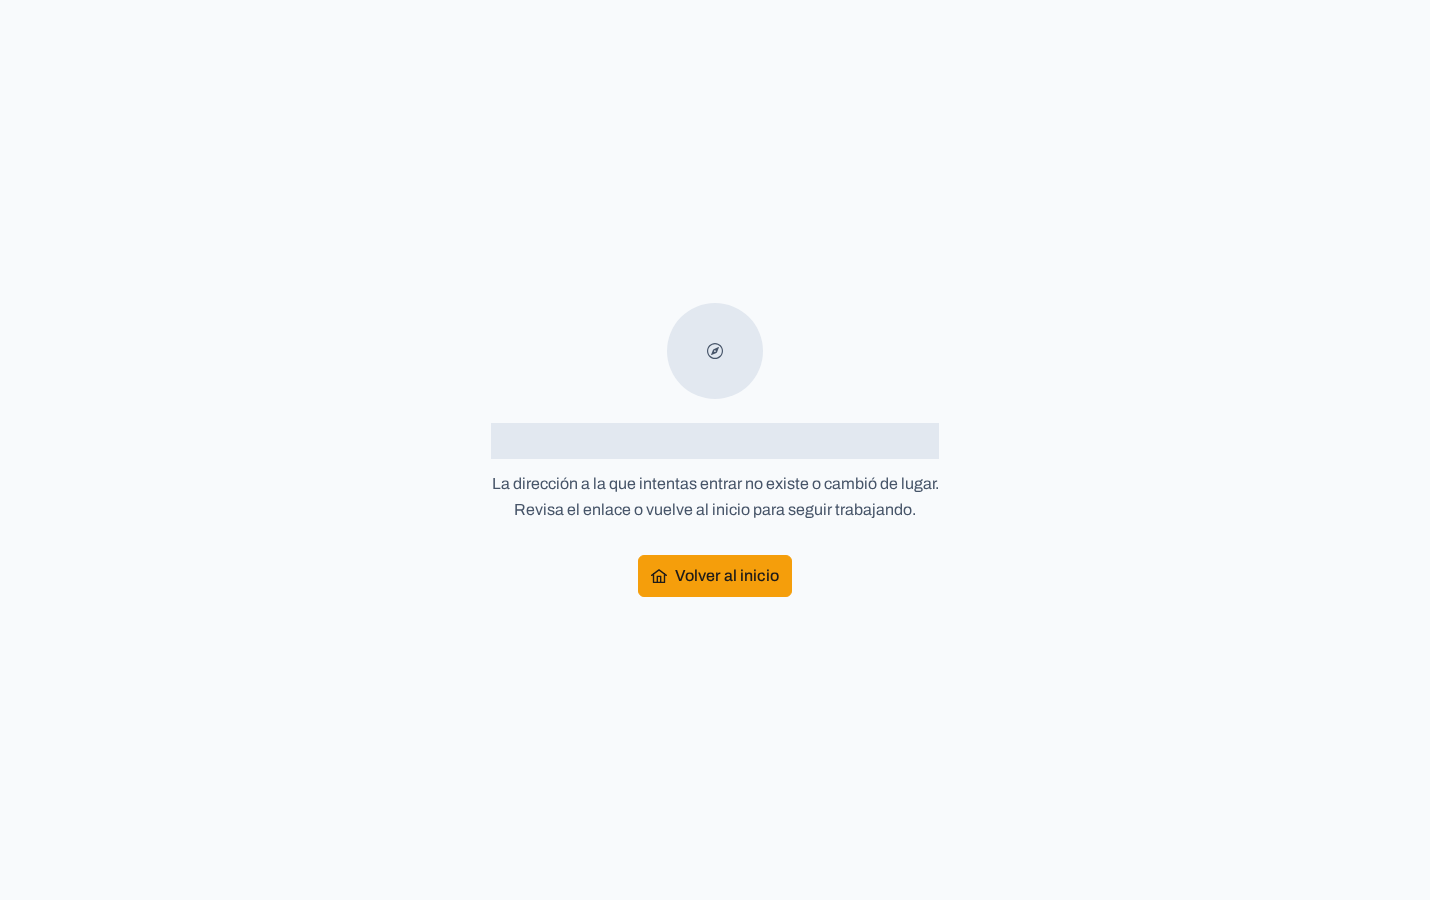 La dirección a la que intentas entrar no existe o cambió de lugar.
Revisa el enlace o vuelve al inicio para seguir trabajando.
Volver al inicio